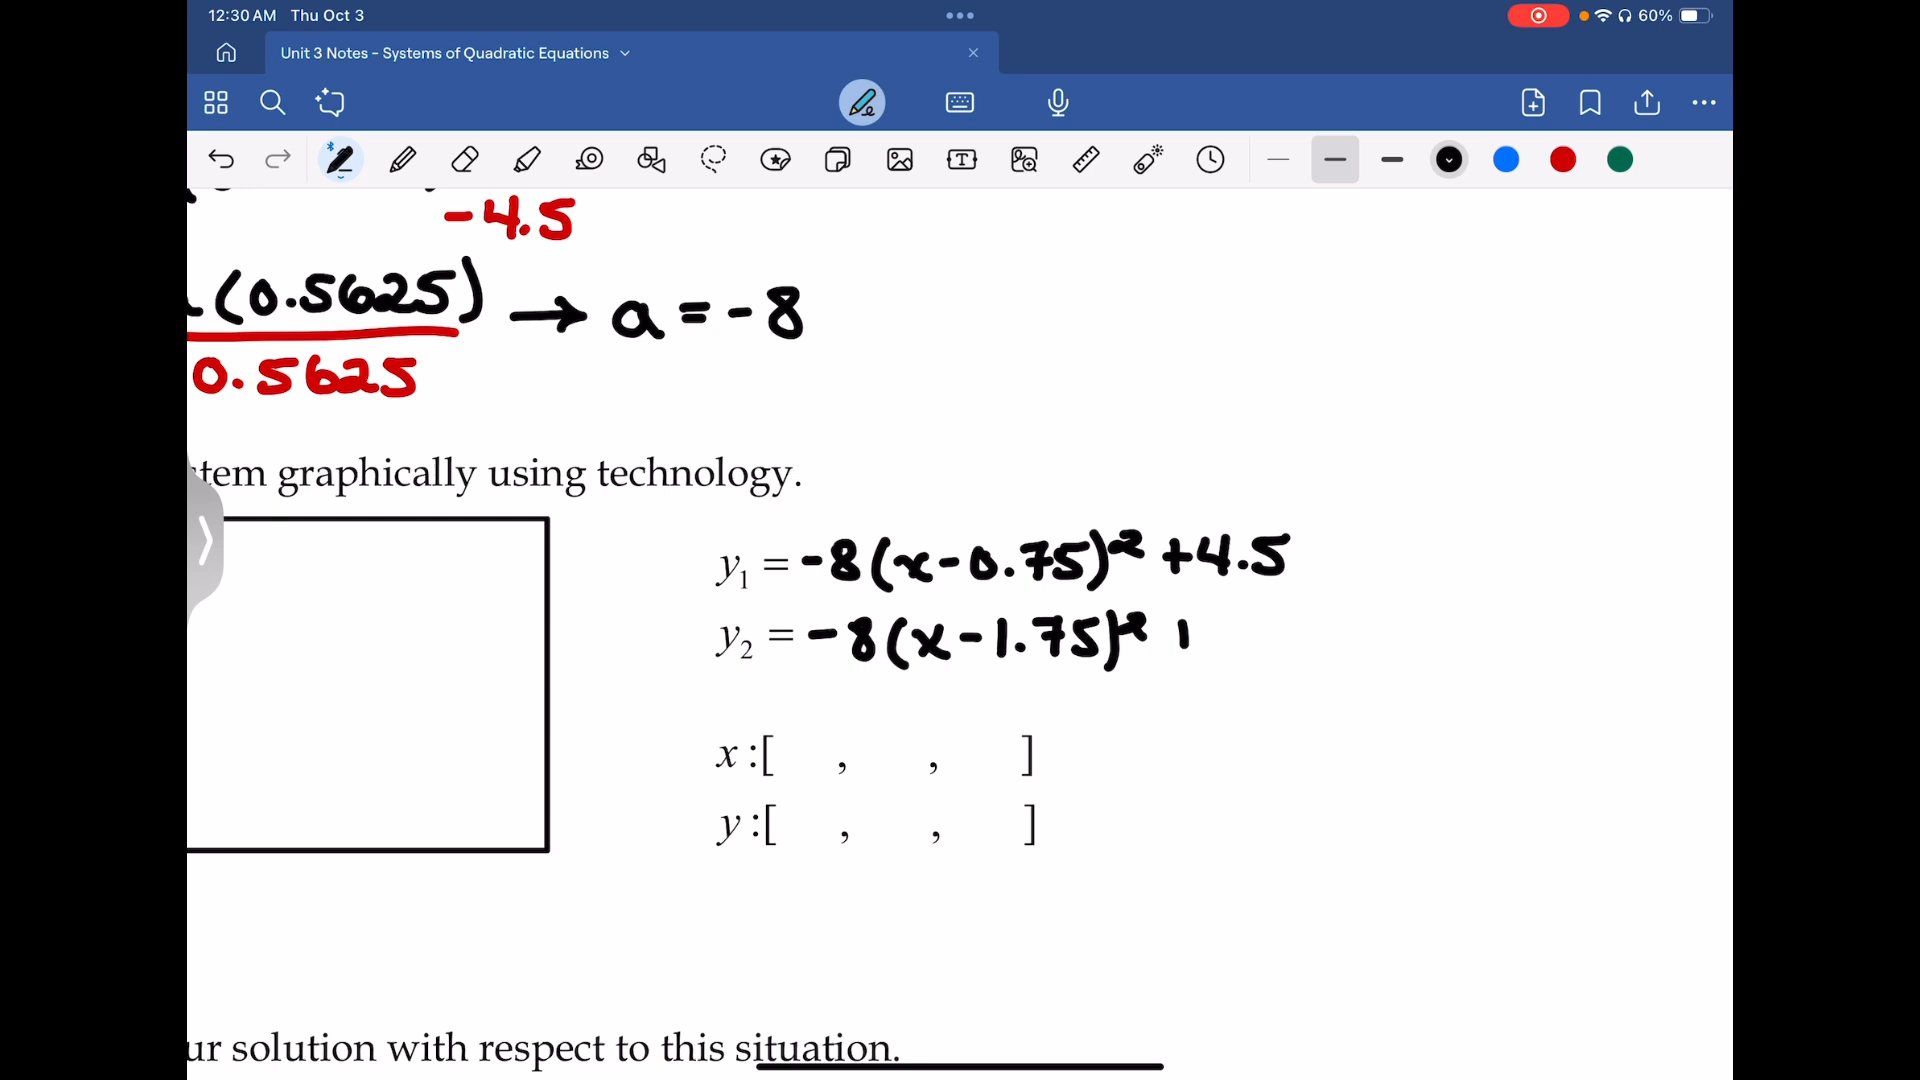 12:30 AM Thu Oct 3
60%
Unit 3 Notes - Systems of Quadratic Equations
-4.5
(0.5625) → a = -8
0.5625
stem graphically using technology.
y₁ = -8(x-0.75)² +4.5
y₂ = -8(x-1.75)² I
x :[ , , ]
y :[ , , ]
ur solution with respect to this situation.